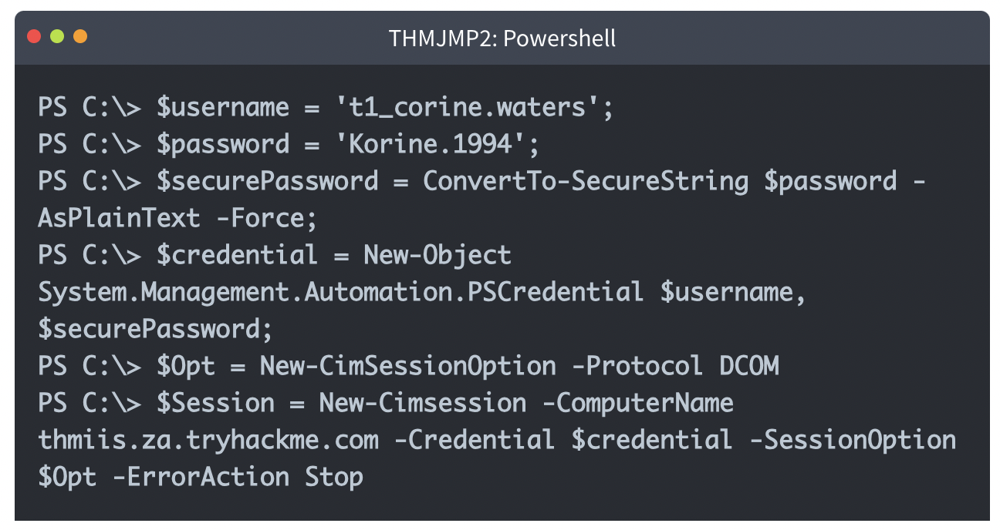 THMJMP2: Powershell
PS C:\> $username = 't1_corine.waters';
PS C:\> $password = 'Korine.1994';
PS C:\> $securePassword = ConvertTo-SecureString $password -
AsPlainText -Force;
PS C:\> $credential = New-Object
System.Management.Automation.PSCredential $username,
$securePassword;
PS C:\> $Opt = New-CimSessionOption -Protocol DCOM
PS C:\> $Session = New-Cimsession -ComputerName
thmiis.za.tryhackme.com -Credential $credential -SessionOption
$Opt -ErrorAction Stop